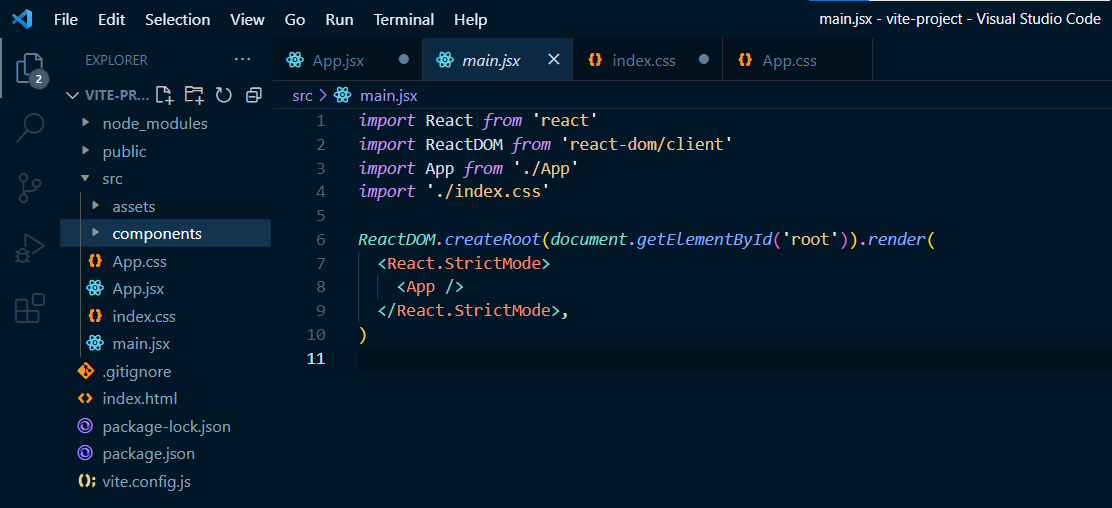 File Edit Selection View Go Run Terminal Help main.jsx - vite-project - Visual Studio Code
EXPLORER ···
2
VITE-PR...
node_modules
public
src
assets
components
App.css
App.jsx
index.css
main.jsx
.gitignore
index.html
package-lock.json
package.json
vite.config.js
App.jsx main.jsx index.css App.css
src > main.jsx
1 import React from 'react'
2 import ReactDOM from 'react-dom/client'
3 import App from './App'
4 import './index.css'
5
6 ReactDOM.createRoot(document.getElementById('root')).render(
7 <React.StrictMode>
8 <App />
9 </React.StrictMode>,
10 )
11